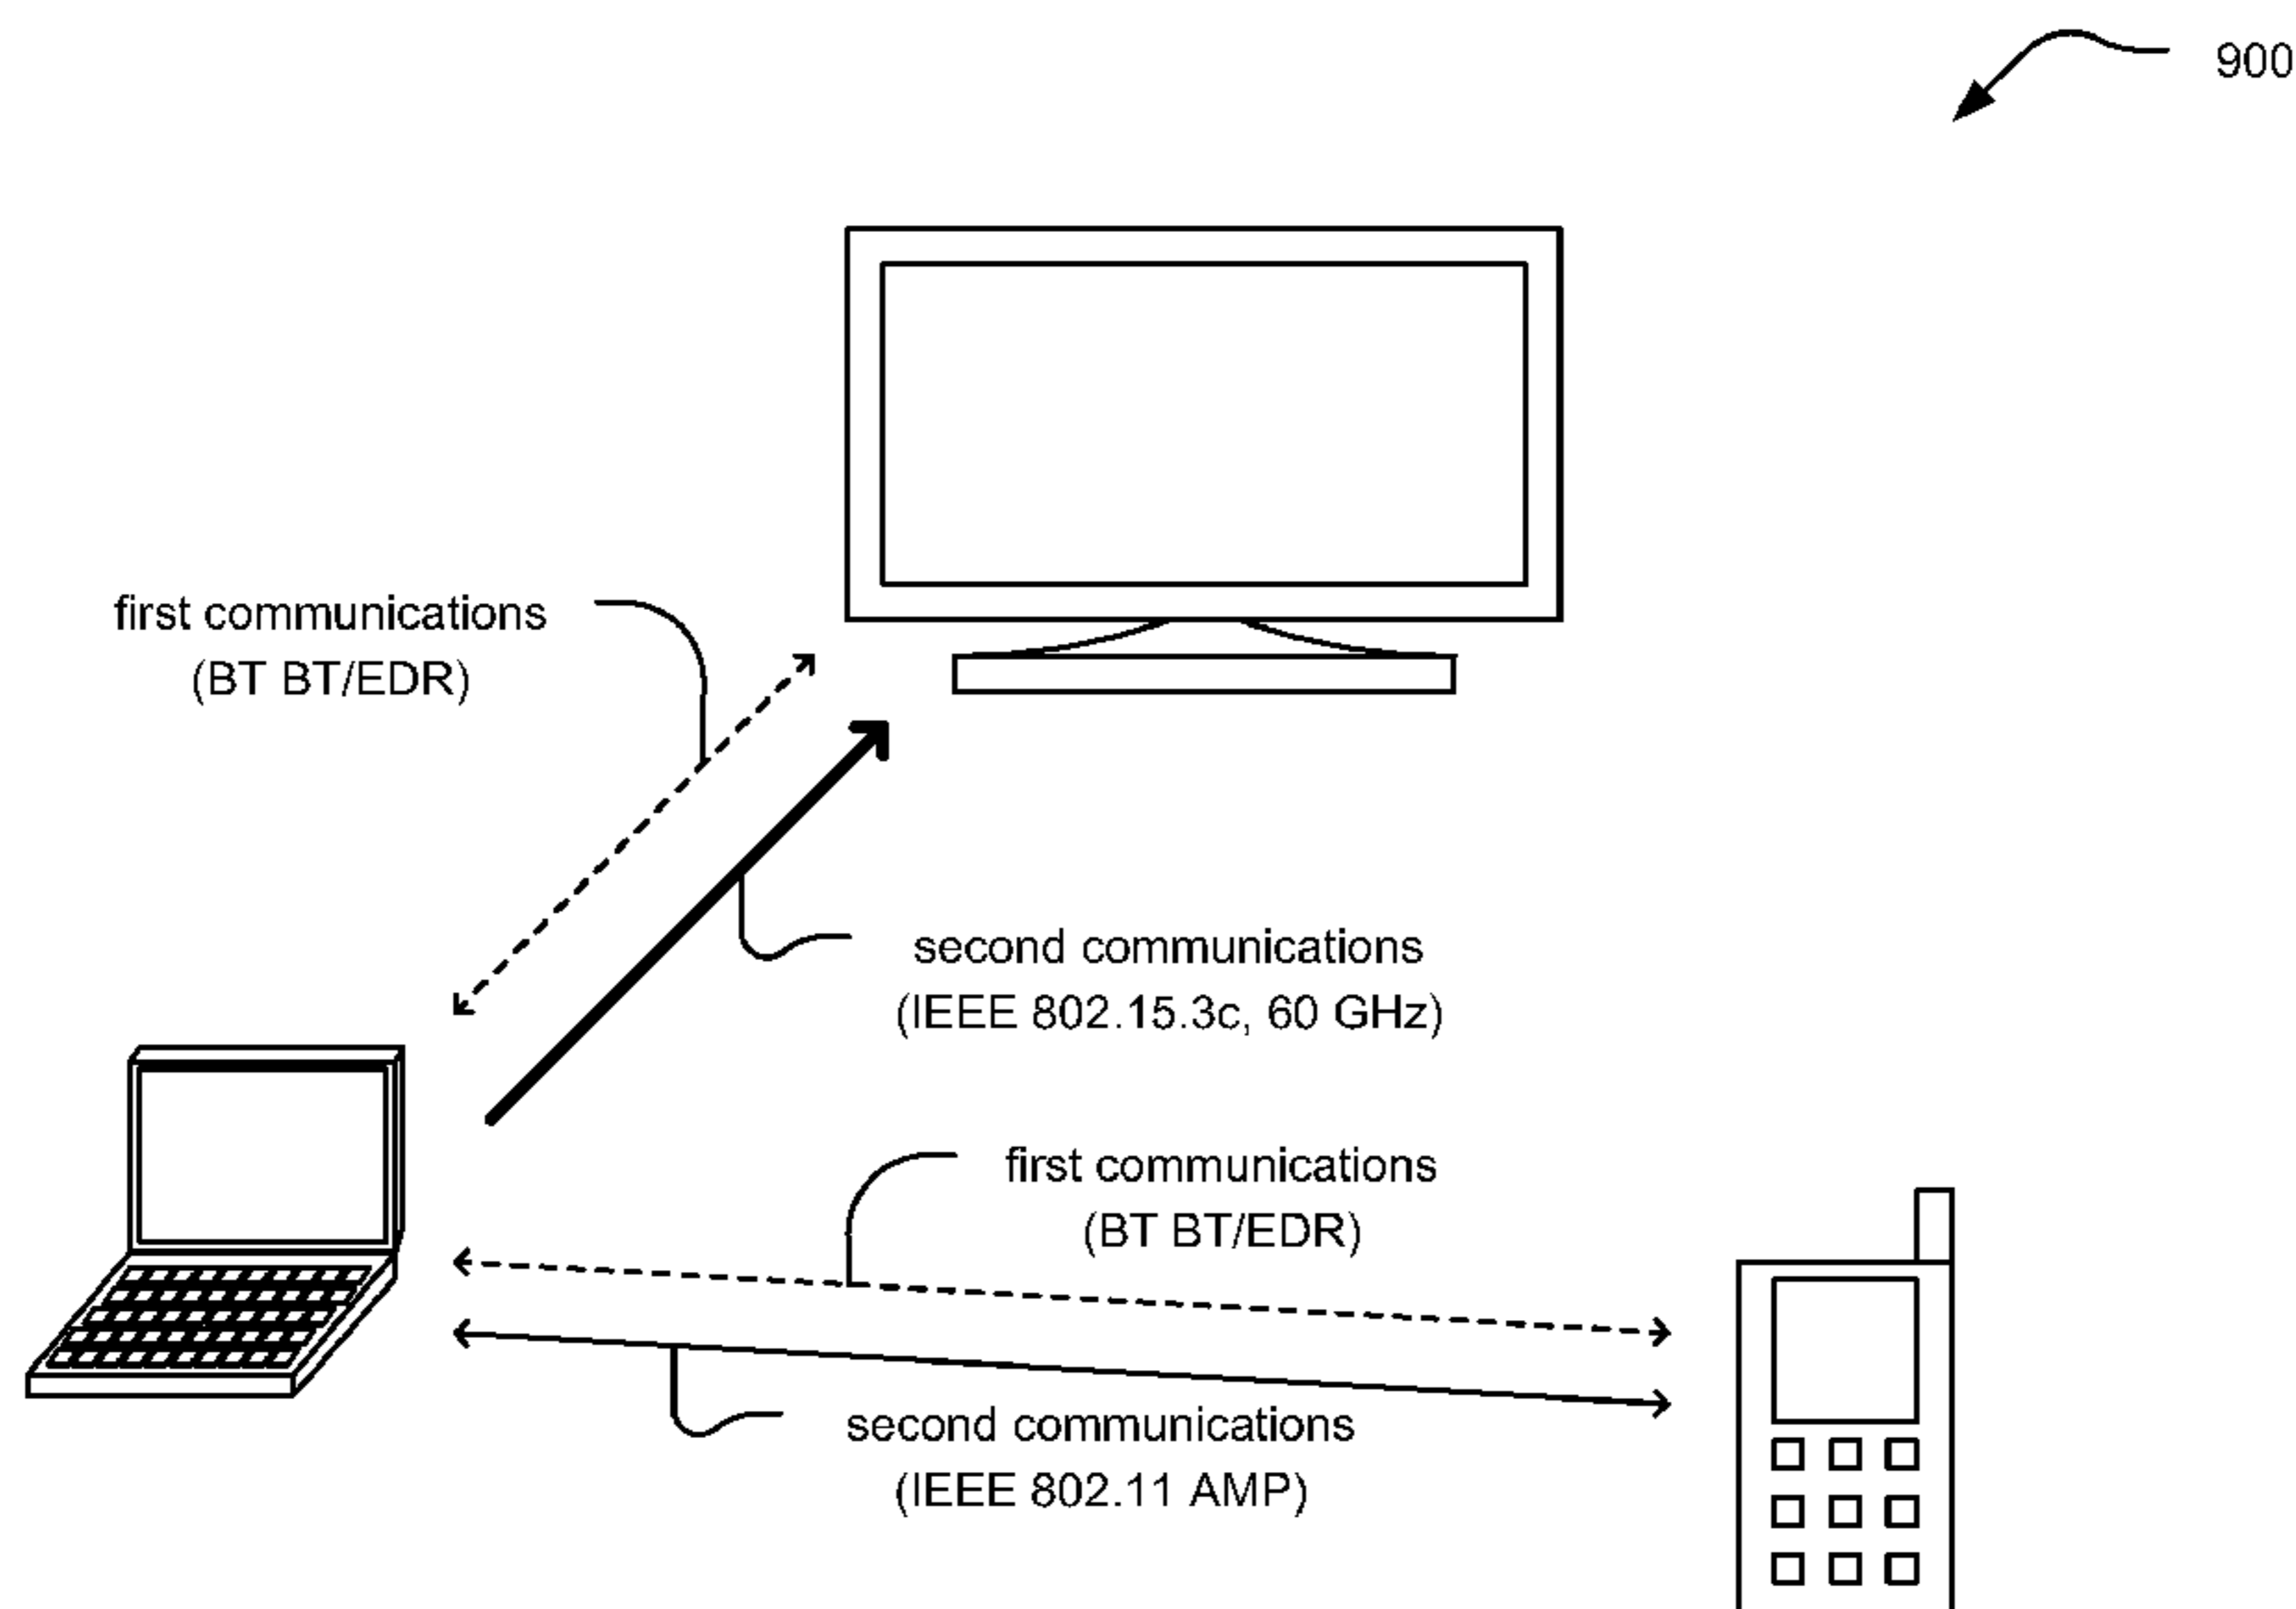 900
first communications
(BT BT/EDR)
second communications
(IEEE 802.15.3c, 60 GHz)
first communications
(BT BT/EDR)
second communications
(IEEE 802.11 AMP)